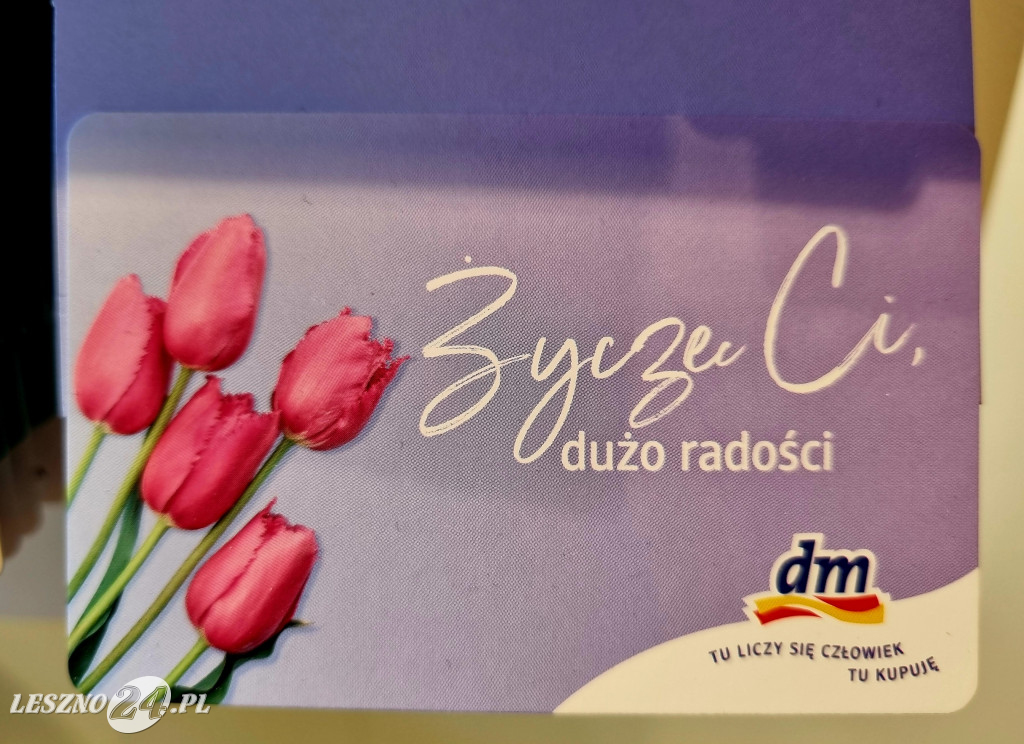 Życzę Ci,
dużo radości
dm
TU LICZY SIĘ CZŁOWIEK
TU KUPUJĘ
LESZNO24.PL